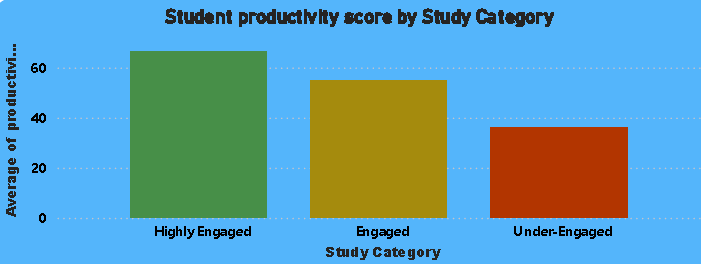 Student productivity score by Study Category
Average of productivi...
60
40
20
0
Highly Engaged
Engaged
Under-Engaged
Study Category